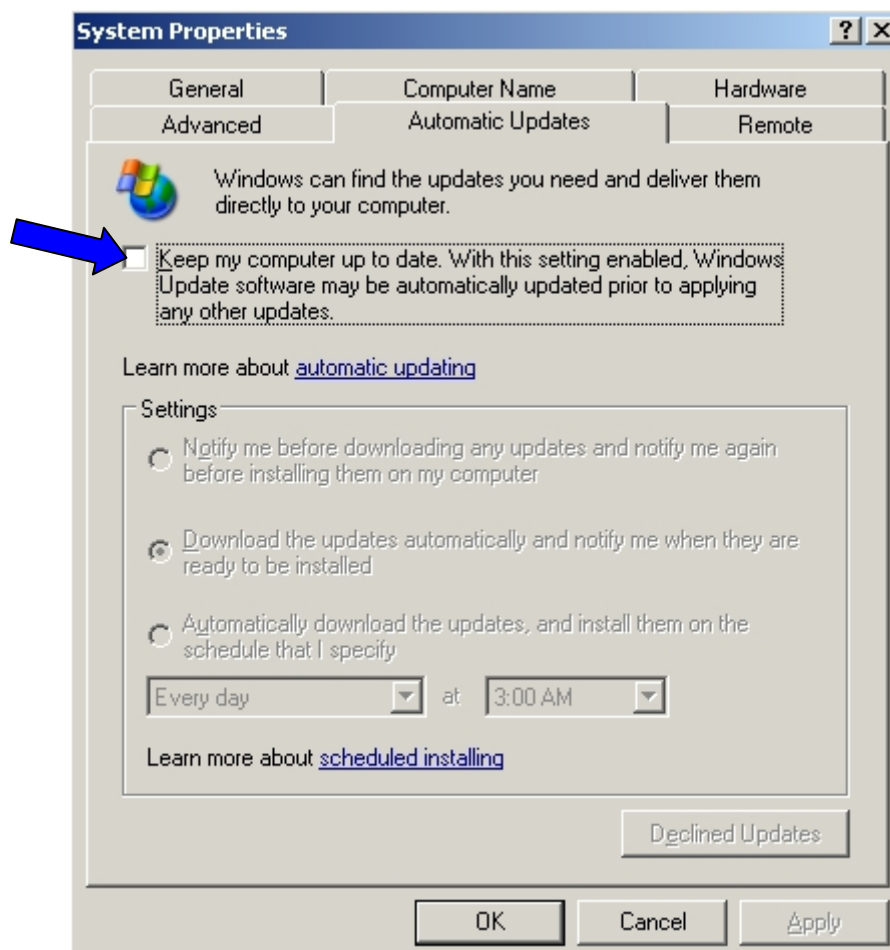 System Properties
General Computer Name Hardware
Advanced Automatic Updates Remote
Windows can find the updates you need and deliver them
directly to your computer.
Keep my computer up to date. With this setting enabled, Windows
Update software may be automatically updated prior to applying
any other updates.
Learn more about automatic updating
Settings
Notify me before downloading any updates and notify me again
before installing them on my computer
Download the updates automatically and notify me when they are
ready to be installed
Automatically download the updates, and install them on the
schedule that I specify
Every day at 3:00 AM
Learn more about scheduled installing
Declined Updates
OK Cancel Apply